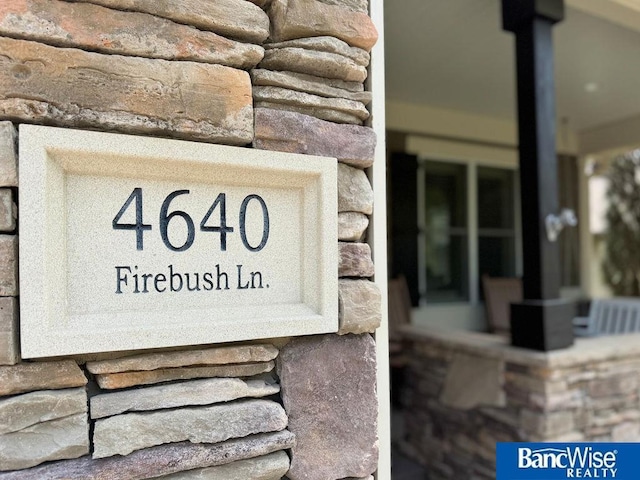 4640
Firebush Ln.
BancWise
REALTY